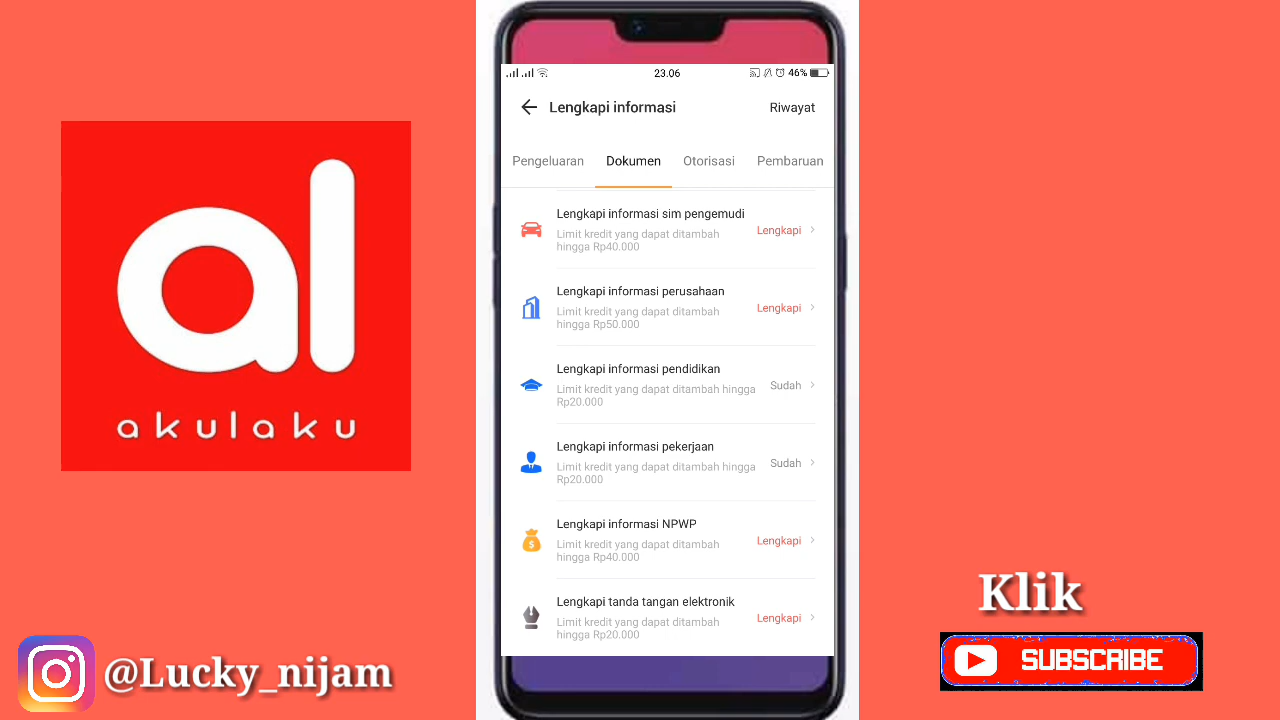 akulaku
23.06
46%
Lengkapi informasi
Riwayat
Pengeluaran
Dokumen
Otorisasi
Pembaruan
Lengkapi informasi sim pengemudi
Limit kredit yang dapat ditambah
hingga Rp40.000
Lengkapi
Lengkapi informasi perusahaan
Limit kredit yang dapat ditambah
hingga Rp50.000
Lengkapi
Lengkapi informasi pendidikan
Limit kredit yang dapat ditambah hingga
Rp20.000
Sudah
Lengkapi informasi pekerjaan
Limit kredit yang dapat ditambah hingga
Rp20.000
Sudah
Lengkapi informasi NPWP
Limit kredit yang dapat ditambah
hingga Rp40.000
Lengkapi
Lengkapi tanda tangan elektronik
Limit kredit yang dapat ditambah
hingga Rp20.000
Lengkapi
@Lucky_nijam
Klik
SUBSCRIBE